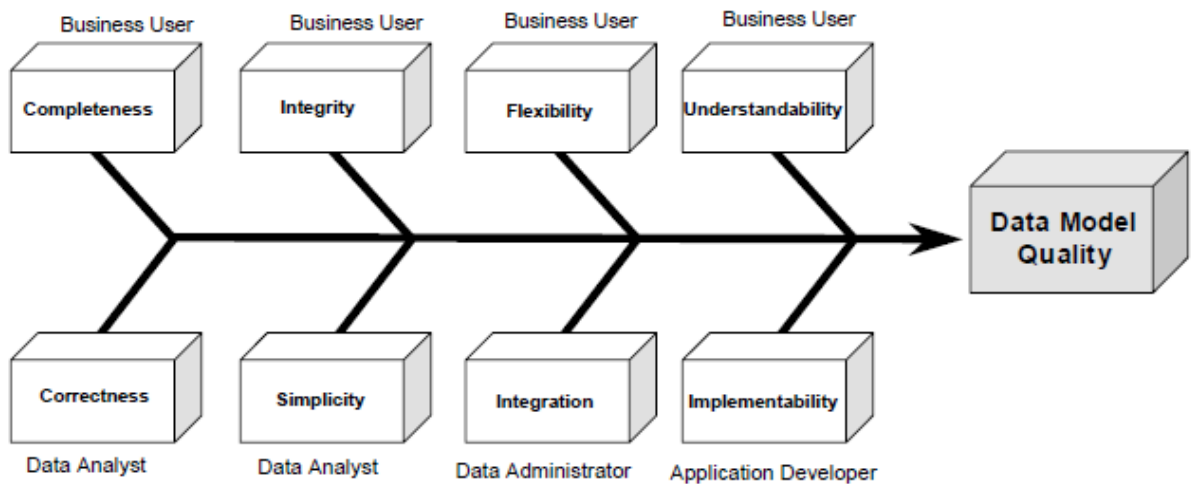 Business User
Business User
Business User
Business User
Completeness
Integrity
Flexibility
Understandability
Data Model
Quality
Correctness
Simplicity
Integration
Implementability
Data Analyst
Data Analyst
Data Administrator
Application Developer